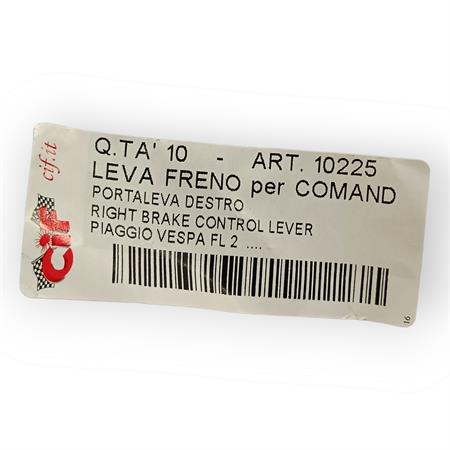 Q.TA' 10 - ART. 10225
LEVA FRENO per COMAND
PORTALEVA DESTRO
RIGHT BRAKE CONTROL LEVER
PIAGGIO VESPA FL 2 ....
cif.it
CIF
16